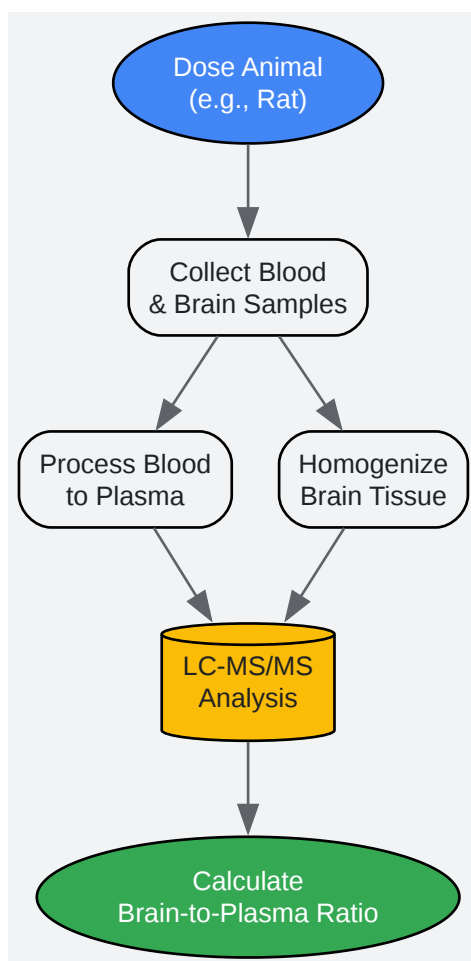 Dose Animal
(e.g., Rat)
Collect Blood
& Brain Samples
Process Blood
to Plasma
Homogenize
Brain Tissue
LC-MS/MS
Analysis
Calculate
Brain-to-Plasma Ratio